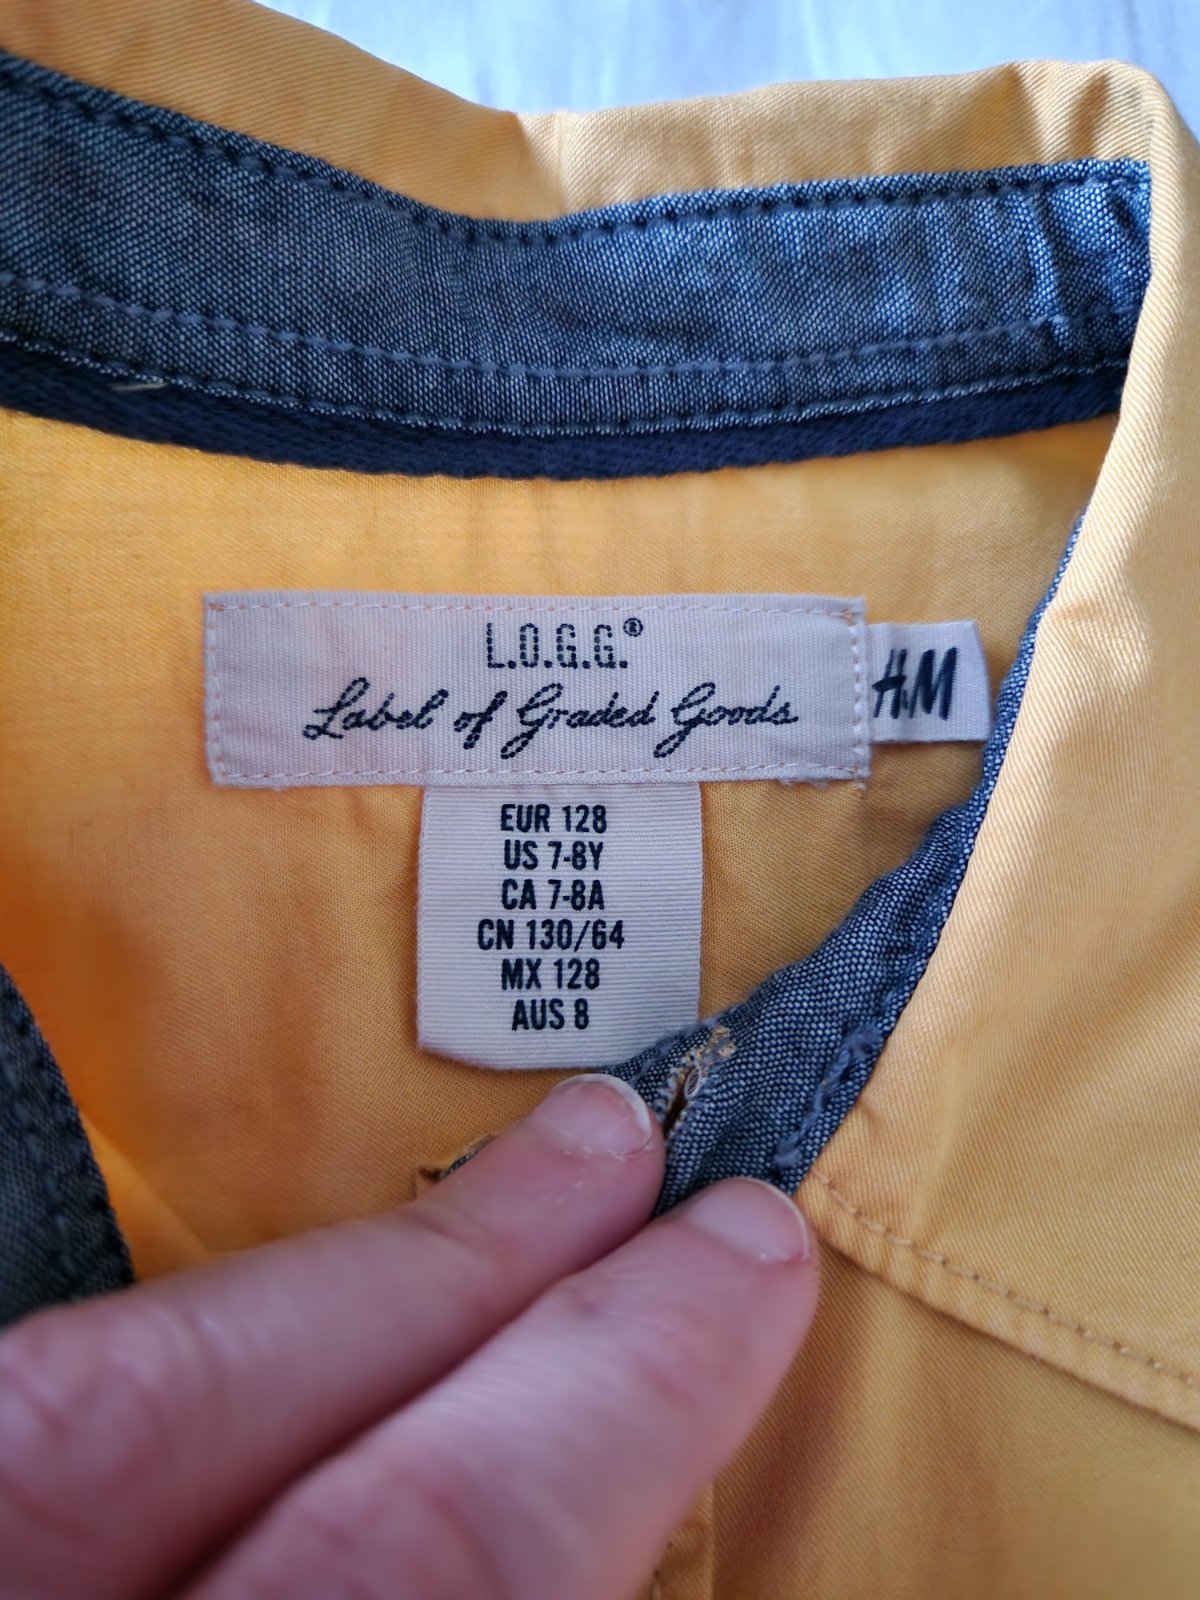 L.O.G.G.®
Label of Graded Goods
H&M
EUR 128
US 7-8Y
CA 7-8A
CN 130/64
MX 128
AUS 8